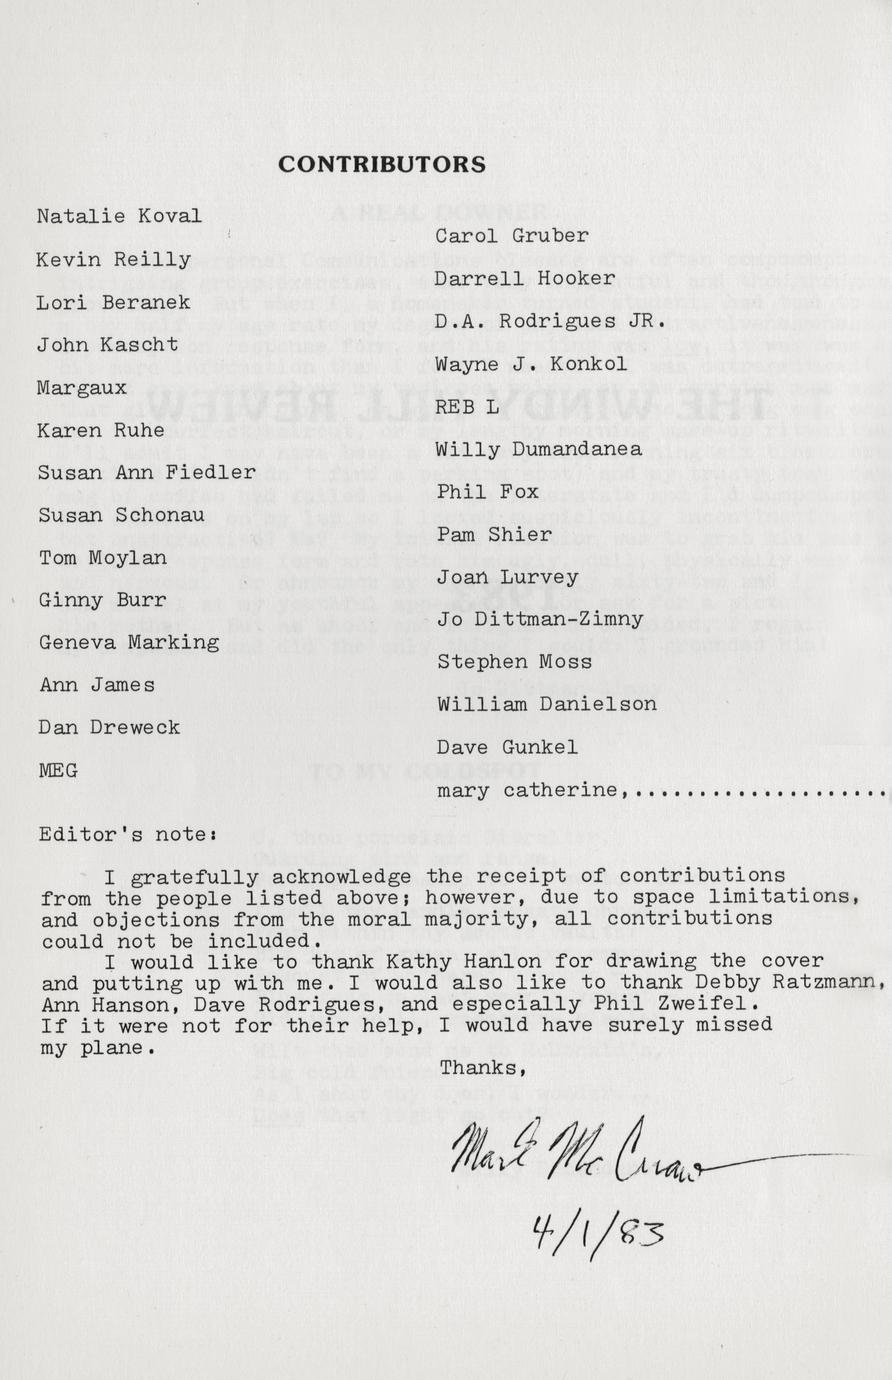 CONTRIBUTORS
Natalie Koval
Kevin Reilly
Lori Beranek
John Kascht
Margaux
Karen Ruhe
Susan Ann Fiedler
Susan Schonau
Tom Moylan
Ginny Burr
Geneva Marking
Ann James
Dan Dreweck
MEG
Carol Gruber
Darrell Hooker
D.A. Rodrigues JR.
Wayne J. Konkol
REB L
Willy Dumandanea
Phil Fox
Pam Shier
Joan Lurvey
Jo Dittman-Zimny
Stephen Moss
William Danielson
Dave Gunkel
mary catherine,....................
Editor's note:
I gratefully acknowledge the receipt of contributions
from the people listed above; however, due to space limitations,
and objections from the moral majority, all contributions
could not be included.
I would like to thank Kathy Hanlon for drawing the cover
and putting up with me. I would also like to thank Debby Ratzmann,
Ann Hanson, Dave Rodrigues, and especially Phil Zweifel.
If it were not for their help, I would have surely missed
my plane.
Thanks,
Mark Mc
4/1/83